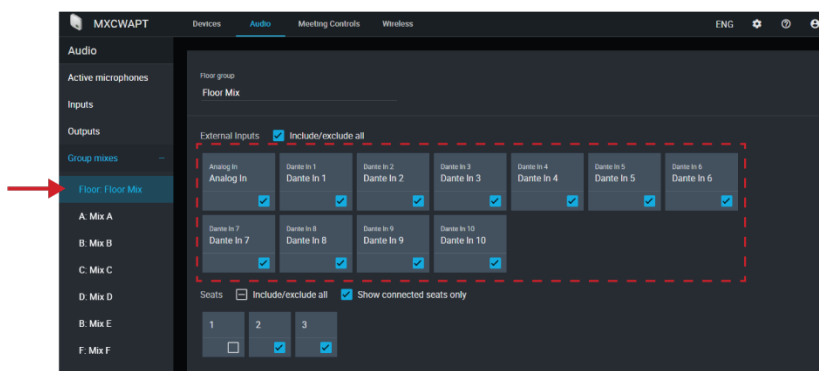 MXCWAPT
Devices Audio Meeting Controls Wireless ENG
Audio
Active microphones
Inputs
Outputs
Group mixes
Floor: Floor Mix
A: Mix A
B: Mix B
C: Mix C
D: Mix D
B: Mix E
F: Mix F
Floor group
Floor Mix
External Inputs Include/exclude all
Analog In Dante In 1 Dante In 2 Dante In 3 Dante In 4 Dante In 5 Dante In 6
Analog In Dante In 1 Dante In 2 Dante In 3 Dante In 4 Dante In 5 Dante In 6
Dante In 7 Dante In 8 Dante In 9 Dante In 10
Dante In 7 Dante In 8 Dante In 9 Dante In 10
Seats Include/exclude all Show connected seats only
1 2 3